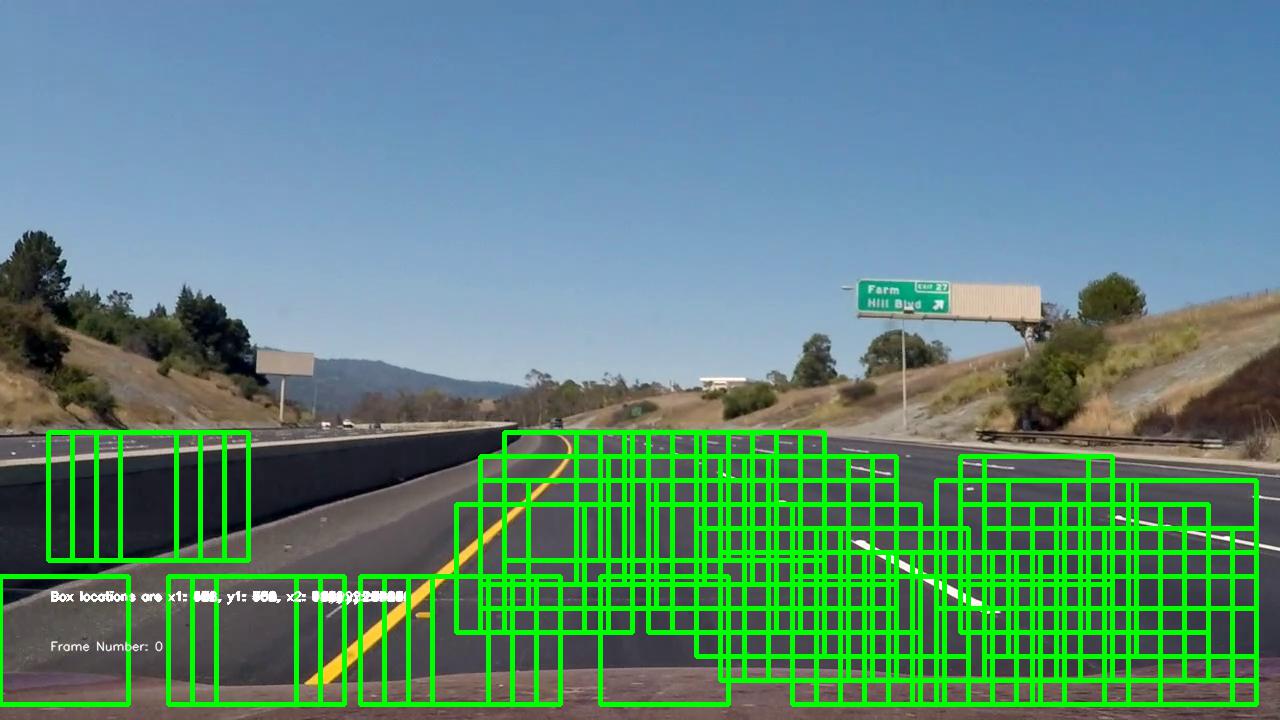 EXIT 27
Farm
Hill Blvd
Box locations are x1: , y1: , x2:
Frame Number: 0